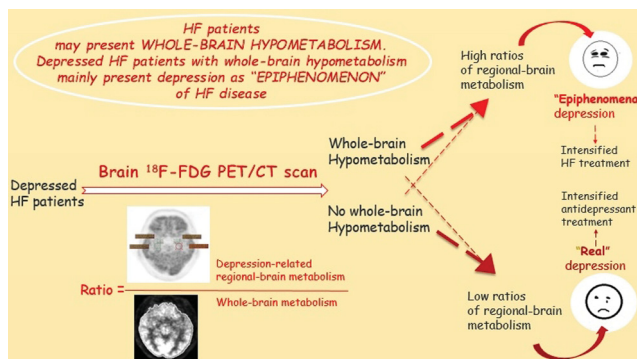 HF patients
may present WHOLE-BRAIN HYPOMETABOLISM.
Depressed HF patients with whole-brain hypometabolism
mainly present depression as "EPIPHENOMENON"
of HF disease
High ratios
of regional-brain
metabolism
"Epiphenomena"
depression
Intensified
HF treatment
Whole-brain
Hypometabolism
Brain ¹⁸F-FDG PET/CT scan
Depressed
HF patients
No whole-brain
Hypometabolism
Intensified
antidepressant
treatment
"Real"
depression
Ratio =
Depression-related
regional-brain metabolism
Whole-brain metabolism
Low ratios
of regional-brain
metabolism